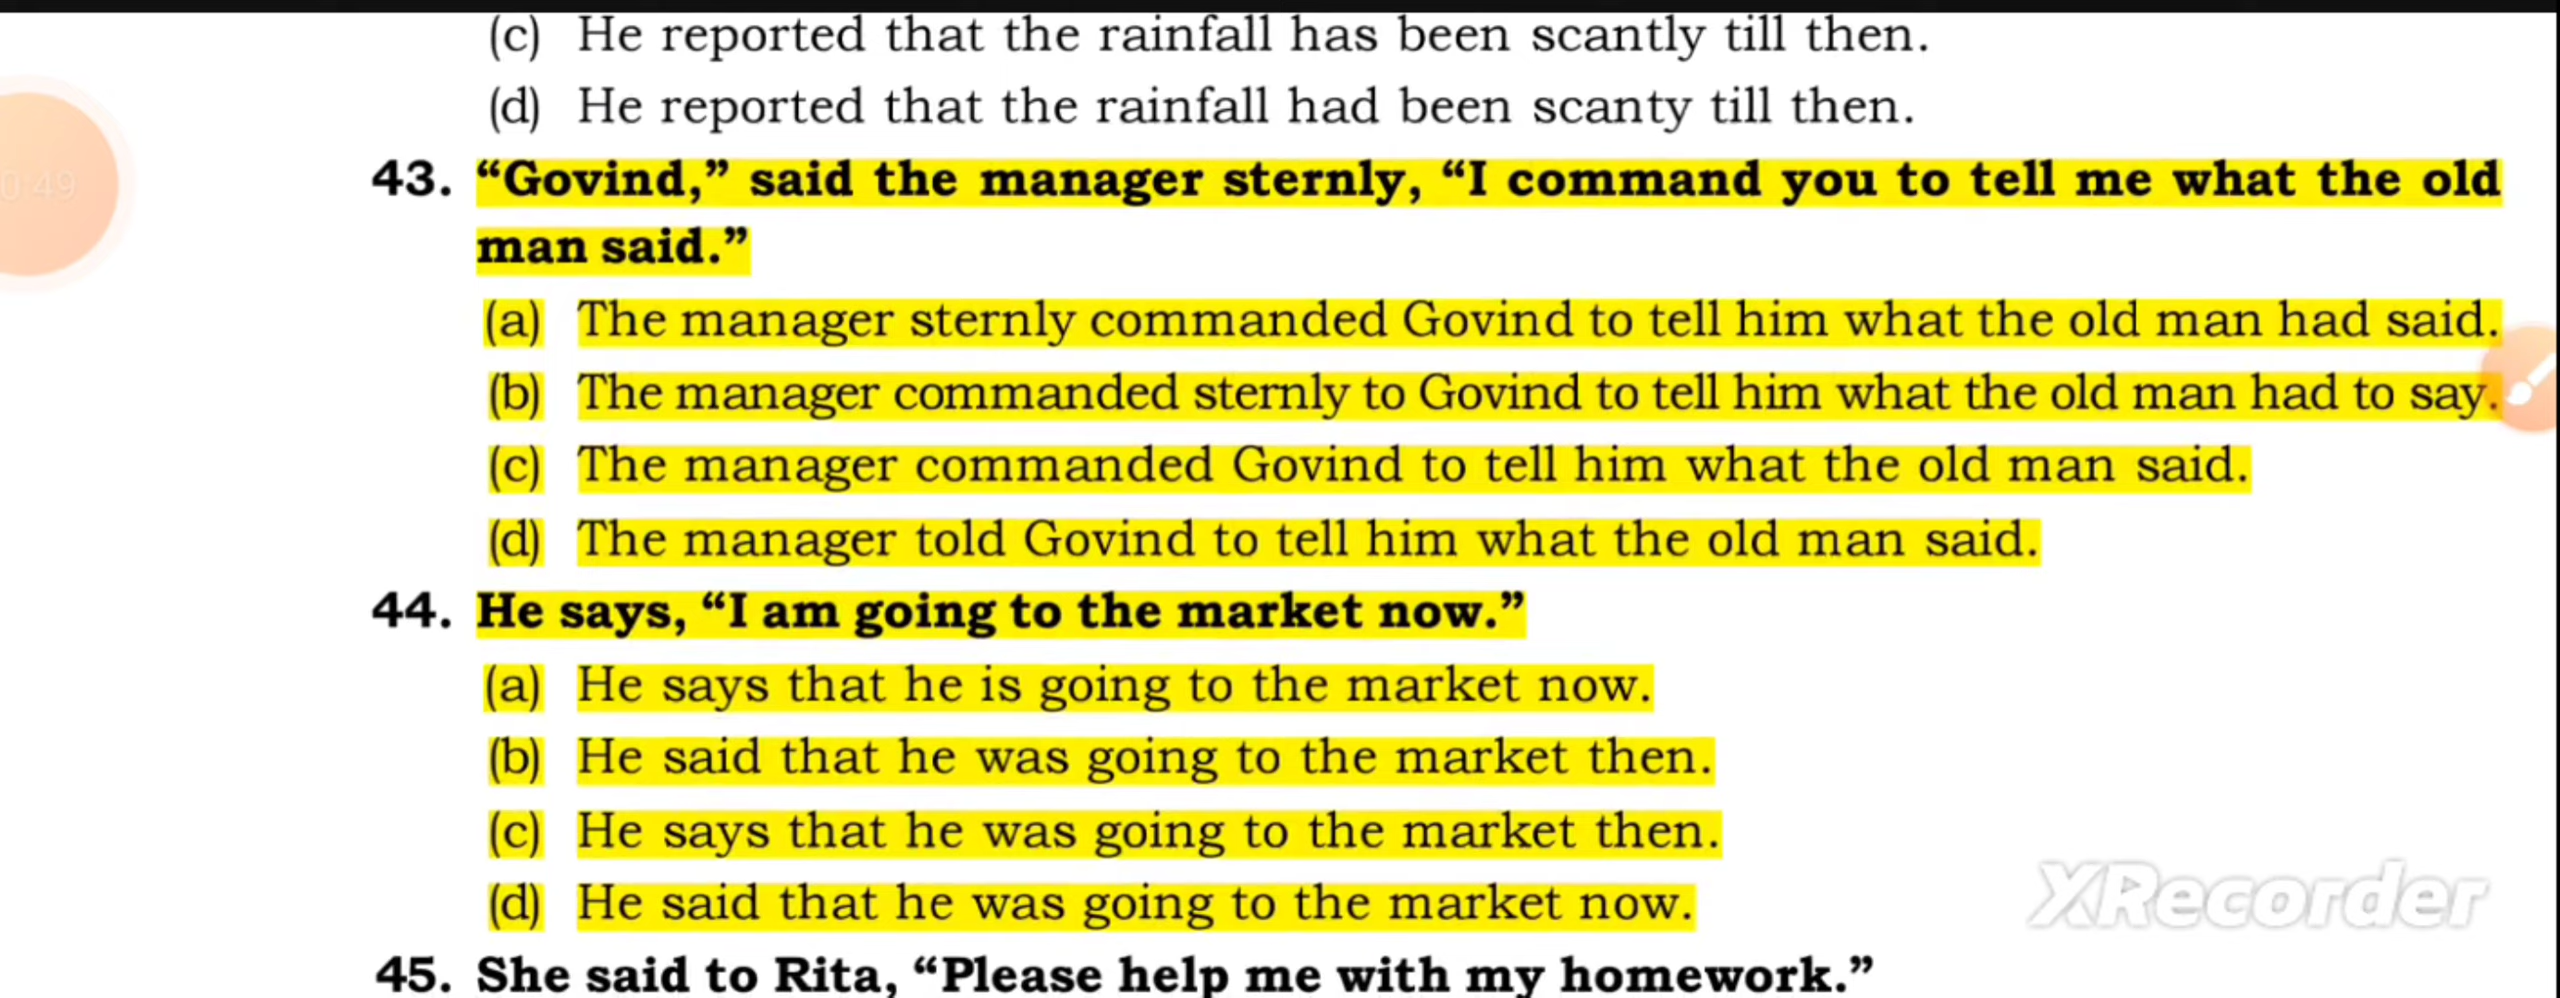 (c) He reported that the rainfall has been scantly till then.
(d) He reported that the rainfall had been scanty till then.
0:49
43. “Govind,” said the manager sternly, “I command you to tell me what the old
man said.”
(a) The manager sternly commanded Govind to tell him what the old man had said.
(b) The manager commanded sternly to Govind to tell him what the old man had to say.
(c) The manager commanded Govind to tell him what the old man said.
(d) The manager told Govind to tell him what the old man said.
44. He says, “I am going to the market now.”
(a) He says that he is going to the market now.
(b) He said that he was going to the market then.
(c) He says that he was going to the market then.
(d) He said that he was going to the market now.
XRecorder
45. She said to Rita, “Please help me with my homework.”